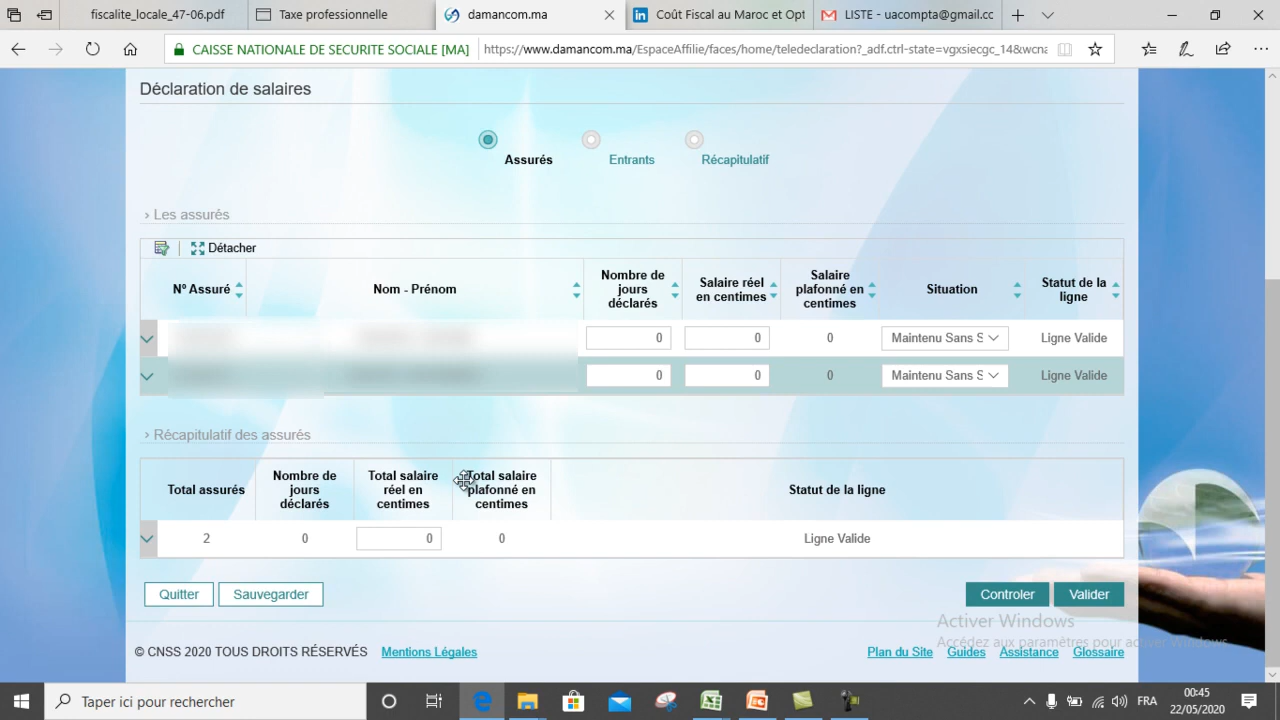 fiscalite_locale_47-06.pdf
Taxe professionnelle
damancom.ma
Coût Fiscal au Maroc et Opt
LISTE - uacompta@gmail.cc
CAISSE NATIONALE DE SECURITE SOCIALE [MA]
https://www.damancom.ma/EspaceAffilie/faces/home/teledeclaration?_adf.ctrl-state=vgxsiecgc_14&wcna
Déclaration de salaires
Assurés
Entrants
Récapitulatif
› Les assurés
Détacher
N° Assuré
Nom - Prénom
Nombre de
jours
déclarés
Salaire réel
en centimes
Salaire
plafonné en
centimes
Situation
Statut de la
ligne
0 0 0 Maintenu Sans S Ligne Valide
0 0 0 Maintenu Sans S Ligne Valide
› Récapitulatif des assurés
Total assurés
Nombre de
jours
déclarés
Total salaire
réel en
centimes
Total salaire
plafonné en
centimes
Statut de la ligne
2 0 0 0 Ligne Valide
Quitter
Sauvegarder
Controler
Valider
Activer Windows
Accédez aux paramètres pour activer Windows.
© CNSS 2020 TOUS DROITS RÉSERVÉS
Mentions Légales
Plan du Site
Guides
Assistance
Glossaire
Taper ici pour rechercher
FRA
00:45
22/05/2020